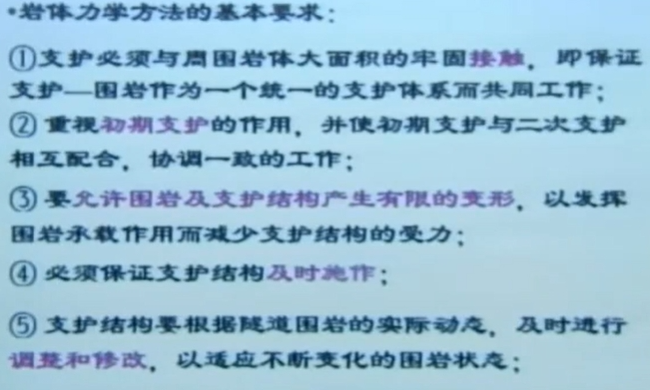 •岩体力学方法的基本要求：
①支护必须与周围岩体大面积的牢固接触，即保证
支护—围岩作为一个统一的支护体系而共同工作；
②重视初期支护的作用，并使初期支护与二次支护
相互配合，协调一致的工作；
③要允许围岩及支护结构产生有限的变形，以发挥
围岩承载作用而减少支护结构的受力；
④必须保证支护结构及时施作；
⑤支护结构要根据隧道围岩的实际动态，及时进行
调整和修改，以适应不断变化的围岩状态；